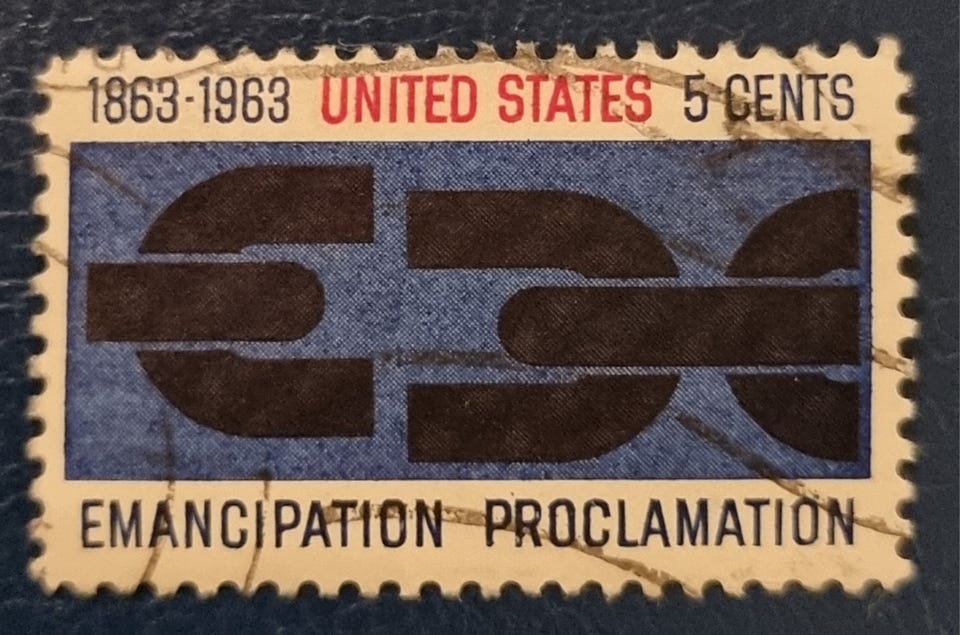 1863-1963 UNITED STATES 5 CENTS
EMANCIPATION PROCLAMATION